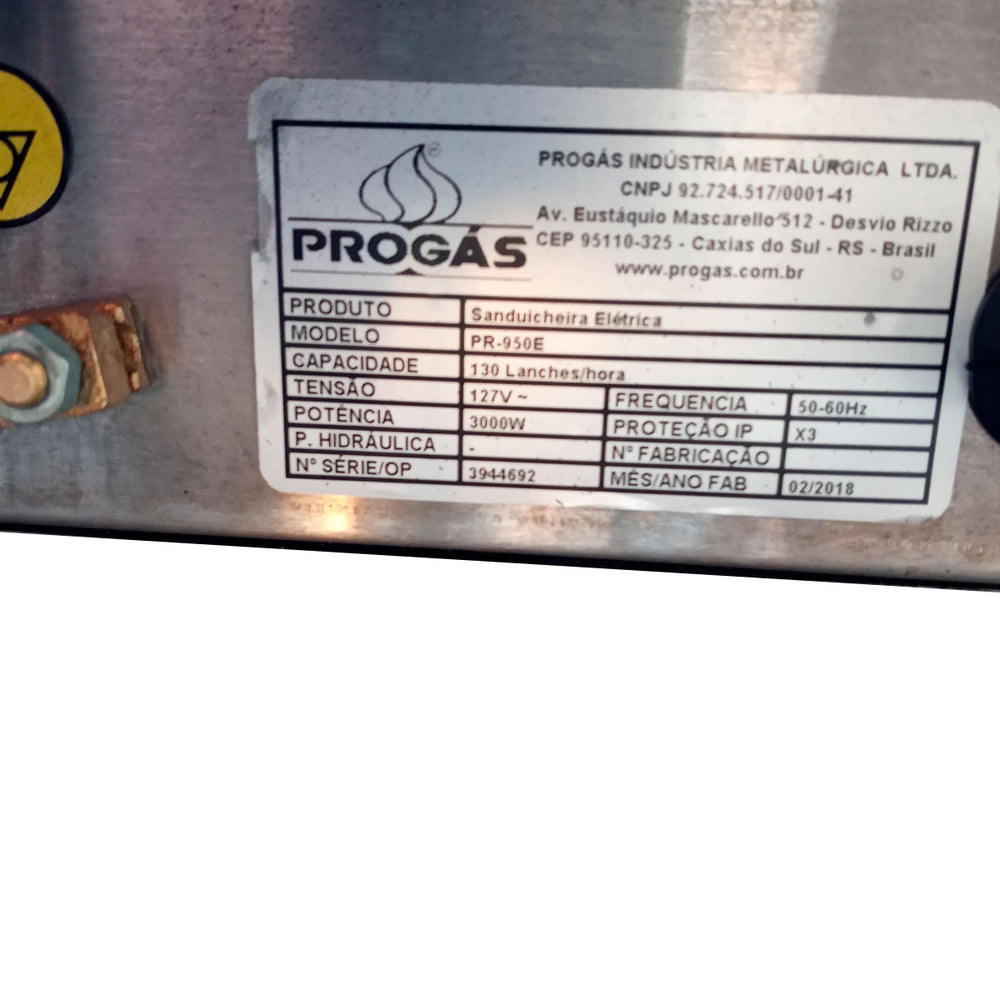 PROGÁS
PROGÁS INDÚSTRIA METALÚRGICA LTDA.
CNPJ 92.724.517/0001-41
Av. Eustáquio Mascarello 512 - Desvio Rizzo
CEP 95110-325 - Caxias do Sul - RS - Brasil
www.progas.com.br
PRODUTO Sanduicheira Elétrica
MODELO PR-950E
CAPACIDADE 130 Lanches/hora
TENSÃO 127V ~ FREQUENCIA 50-60Hz
POTÊNCIA 3000W PROTEÇÃO IP X3
P. HIDRÁULICA - Nº FABRICAÇÃO
Nº SÉRIE/OP 3944692 MÊS/ANO FAB 02/2018